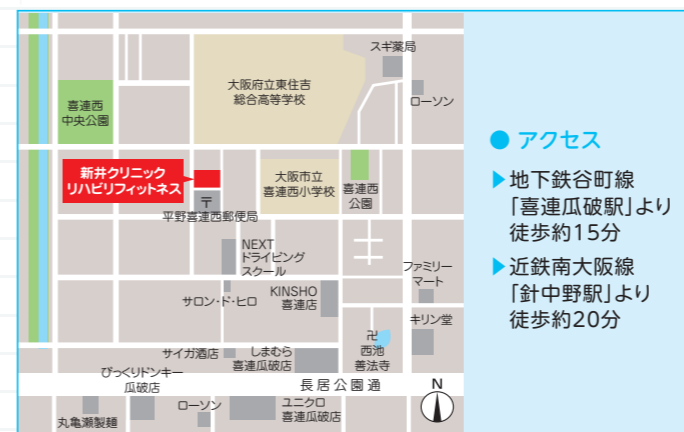 スギ薬局
大阪府立東住吉
総合高等学校
ローソン
喜連西
中央公園
新井クリニック
リハビリフィットネス
大阪市立
喜連西小学校
喜連西
公園
〒
平野喜連西郵便局
NEXT
ドライビング
スクール
ファミリー
マート
サロン・ド・ヒロ
KINSHO
喜連店
キリン堂
サイガ酒店
しまむら
喜連瓜破店
卍
西池
善法寺
びっくりドンキー
瓜破店
長居公園通
N
丸亀瀬製麺
ローソン
ユニクロ
喜連瓜破店
● アクセス
▶地下鉄谷町線
「喜連瓜破駅」より
徒歩約15分
▶近鉄南大阪線
「針中野駅」より
徒歩約20分